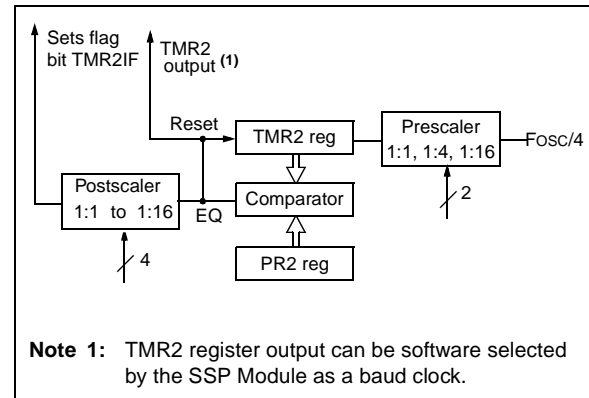 Sets flag
bit TMR2IF
TMR2
output (1)
Reset
TMR2 reg
Prescaler
1:1, 1:4, 1:16
FOSC/4
2
Postscaler
1:1 to 1:16
EQ
Comparator
4
PR2 reg
Note 1: TMR2 register output can be software selected
by the SSP Module as a baud clock.